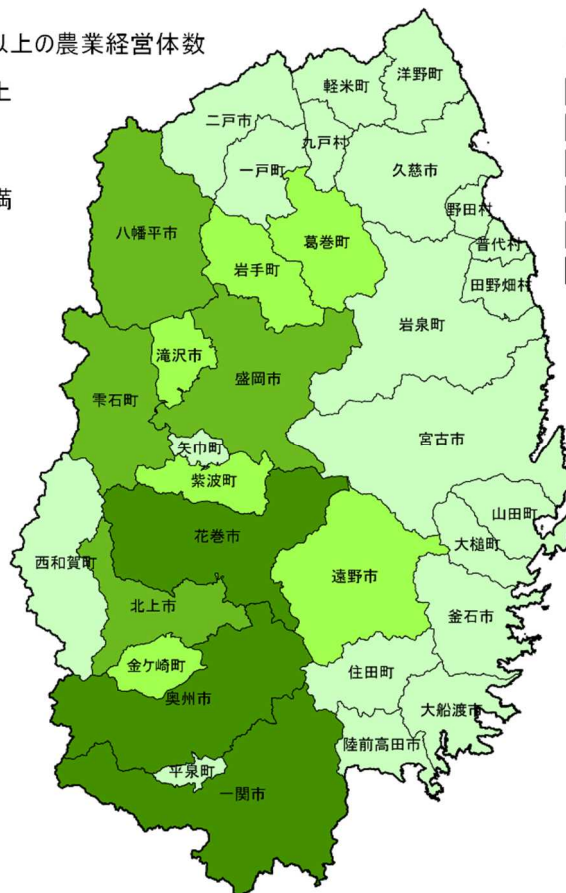 以上の農業経営体数
上
満
洋野町
軽米町
二戸市
九戸村
一戸町
久慈市
野田村
八幡平市
葛巻町
普代村
岩手町
田野畑村
岩泉町
滝沢市
盛岡市
雫石町
宮古市
矢巾町
紫波町
山田町
花巻市
大槌町
西和賀町
遠野市
北上市
釜石市
金ケ崎町
住田町
奥州市
大船渡市
陸前高田市
平泉町
一関市